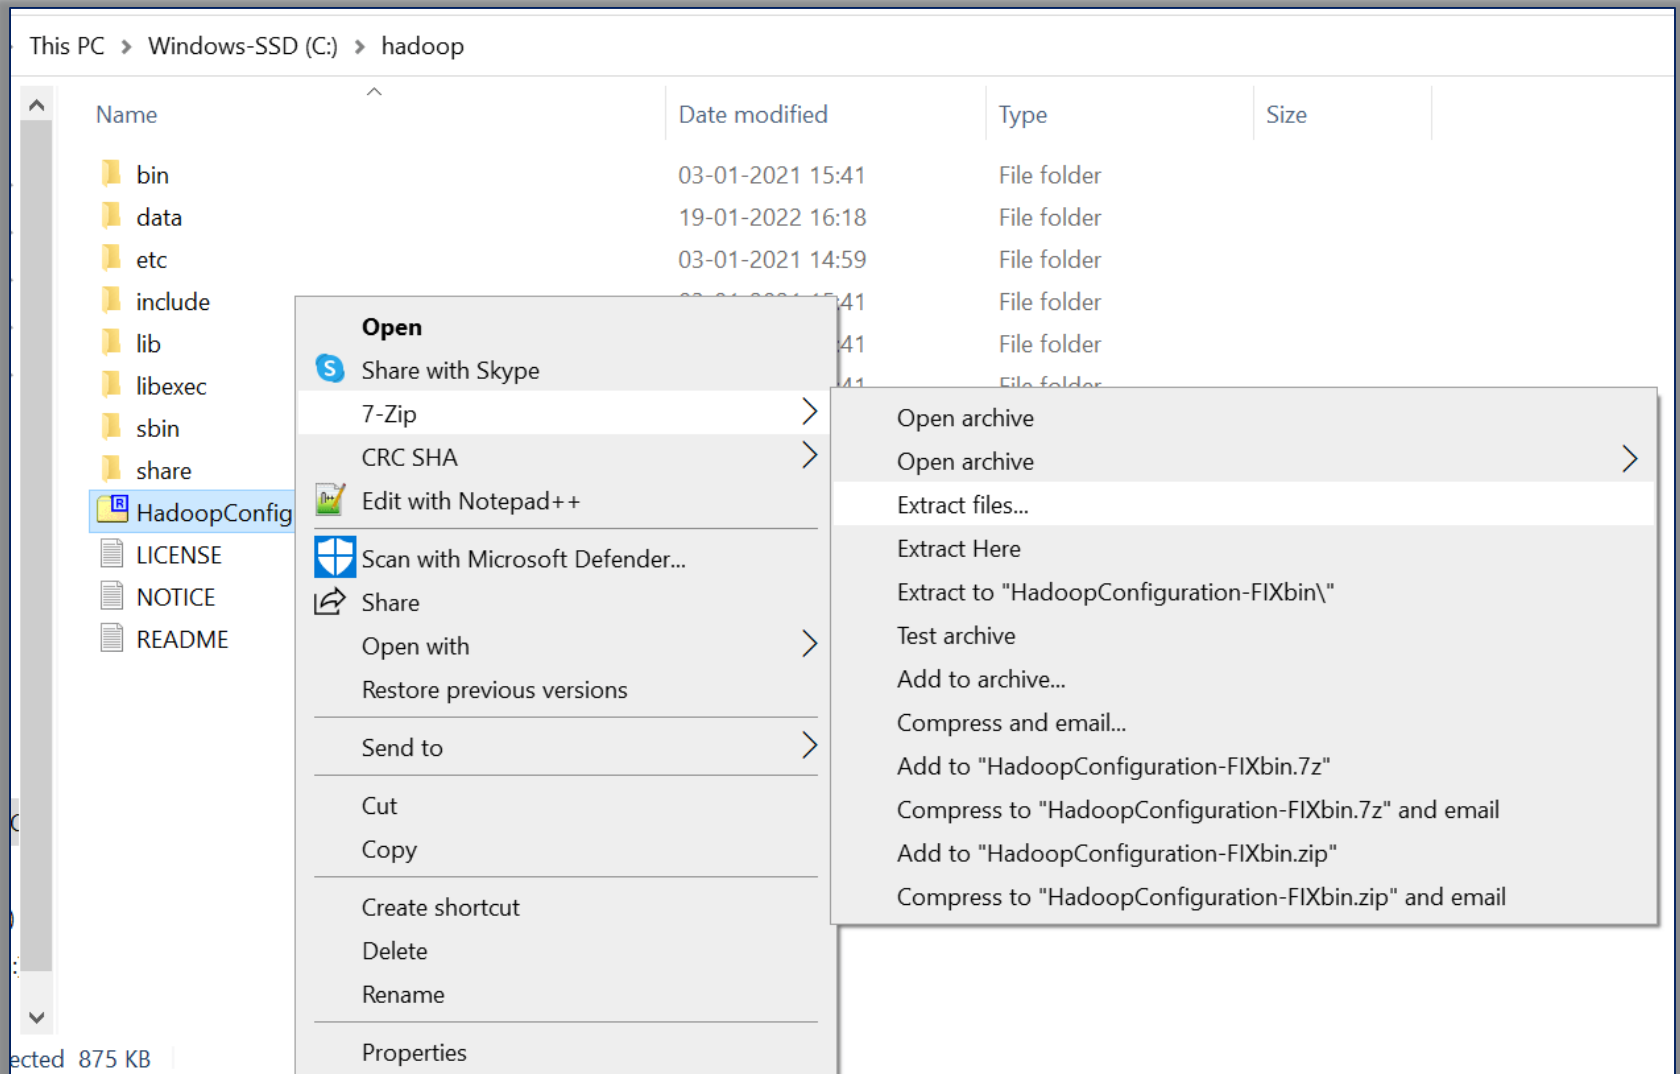 This PC > Windows-SSD (C:) > hadoop
Name Date modified Type Size
bin 03-01-2021 15:41 File folder
data 19-01-2022 16:18 File folder
etc 03-01-2021 14:59 File folder
include :41 File folder
lib :41 File folder
libexec File folder
sbin
share
HadoopConfig
LICENSE
NOTICE
README
ected 875 KB
Open
Share with Skype
7-Zip
CRC SHA
Edit with Notepad++
Scan with Microsoft Defender...
Share
Open with
Restore previous versions
Send to
Cut
Copy
Create shortcut
Delete
Rename
Properties
Open archive
Open archive
Extract files...
Extract Here
Extract to "HadoopConfiguration-FIXbin\"
Test archive
Add to archive...
Compress and email...
Add to "HadoopConfiguration-FIXbin.7z"
Compress to "HadoopConfiguration-FIXbin.7z" and email
Add to "HadoopConfiguration-FIXbin.zip"
Compress to "HadoopConfiguration-FIXbin.zip" and email